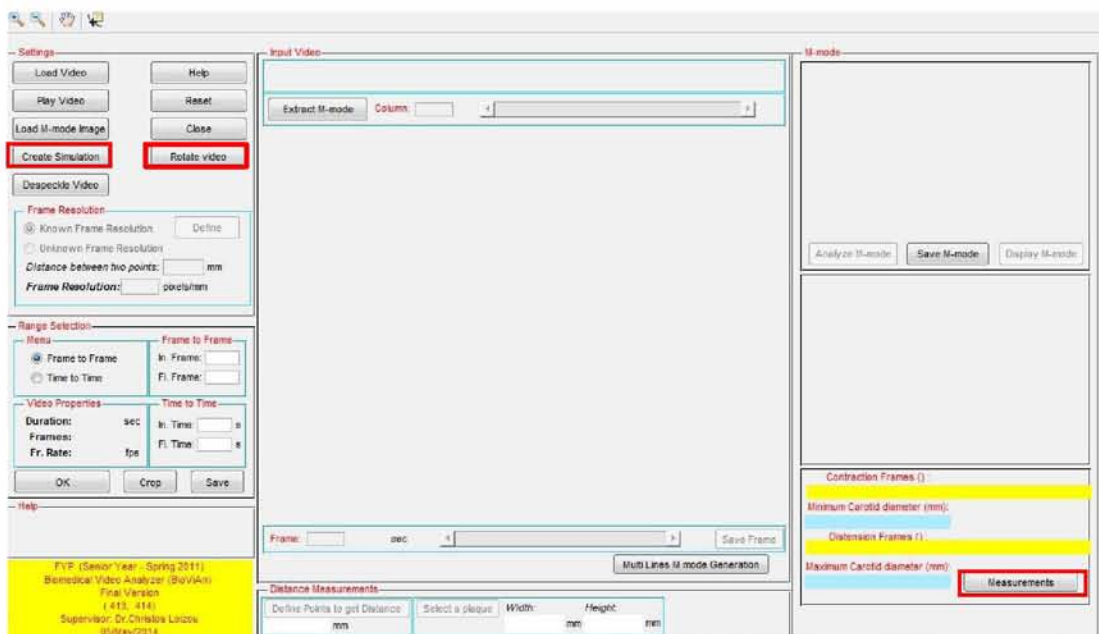 Settings
Load Video
Help
Play Video
Reset
Load M-mode Image
Close
Create Simulation
Rotate video
Despeckle Video
Frame Resolution
Known Frame Resolution
Define
Unknown Frame Resolution
Distance between two points: mm
Frame Resolution: pixels/mm
Range Selection
Menu
Frame to Frame
Time to Time
Frame to Frame
In. Frame:
Fi. Frame:
Video Properties
Duration: sec
Frames:
Fr. Rate: fps
Time to Time
In. Time: s
Fi. Time: s
OK
Crop
Save
Help
FYP (Senior Year - Spring 2011)
Biomedical Video Analyzer (BioViAn)
Final Version
( 413, 414)
Supervisor: Dr.Christos Loizou
05/May/2014
Input Video
Extract M-mode
Column:
Frame: sec
Save Frame
Multi Lines M mode Generation
Distance Measurements
Define Points to get Distance
mm
Select a plaque
Width: mm
Height: mm
M-mode
Analyze M-mode
Save M-mode
Display M-mode
Contraction Frames () :
Minimum Carotid diameter (mm):
Distension Frames () :
Maximum Carotid diameter (mm)
Measurements